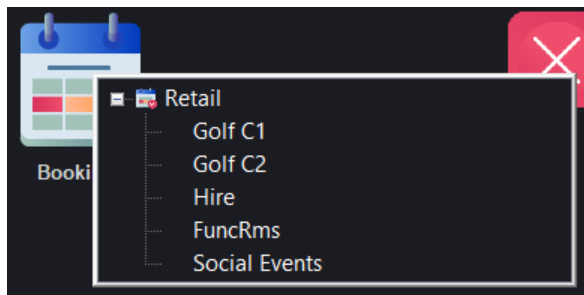 Retail
Golf C1
Golf C2
Booki
Hire
FuncRms
Social Events